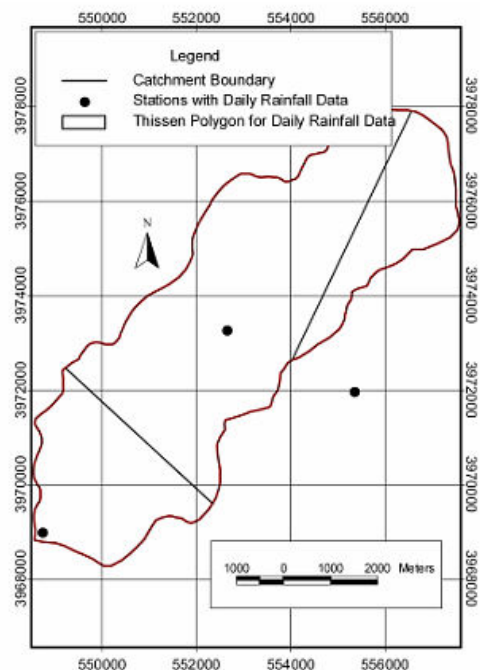 550000 552000 554000 556000
Legend
Catchment Boundary
Stations with Daily Rainfall Data
Thissen Polygon for Daily Rainfall Data
3978000 3978000
3976000 3976000
N
3974000 3974000
3972000 3972000
3970000 3970000
1000 0 1000 2000 Meters
3968000 3968000
550000 552000 554000 556000